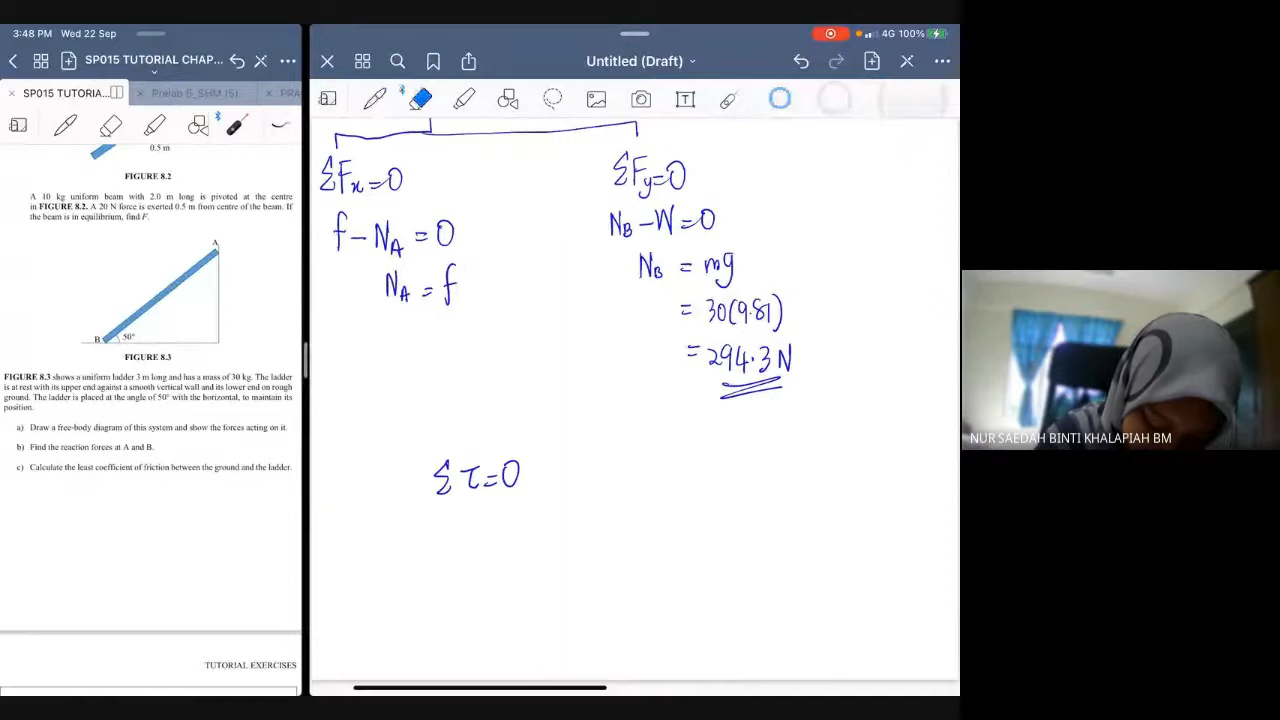 3:48 PM Wed 22 Sep
4G 100%
SP015 TUTORIAL CHAP...
Untitled (Draft)
SP015 TUTORIA...
Prelab 6_SHM (5)
PRA
0.5 m
FIGURE 8.2
A 10 kg uniform beam with 2.0 m long is pivoted at the centre
in FIGURE 8.2. A 20 N force is exerted 0.5 m from centre of the beam. If
the beam is in equilibrium, find F.
A
B
50°
FIGURE 8.3
FIGURE 8.3 shows a uniform ladder 3 m long and has a mass of 30 kg. The ladder
is at rest with its upper end against a smooth vertical wall and its lower end on rough
ground. The ladder is placed at the angle of 50° with the horizontal, to maintain its
position.
a) Draw a free-body diagram of this system and show the forces acting on it.
b) Find the reaction forces at A and B.
c) Calculate the least coefficient of friction between the ground and the ladder.
TUTORIAL EXERCISES
ΣFx=0
f-NA=0
NA=f
ΣFy=0
NB-W=0
NB=mg
=30(9.81)
=294.3N
Στ=0
NUR SAEDAH BINTI KHALAPIAH BM